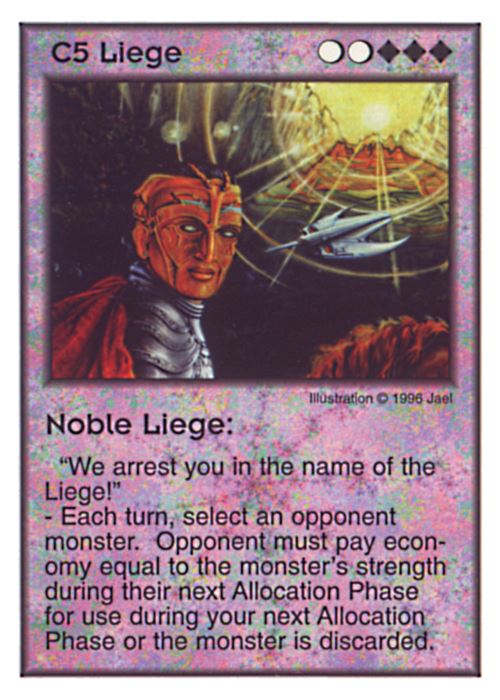 C5 Liege
Illustration © 1996 Jael
Noble Liege:
“We arrest you in the name of the
Liege!”
- Each turn, select an opponent
monster. Opponent must pay econ-
omy equal to the monster’s strength
during their next Allocation Phase
for use during your next Allocation
Phase or the monster is discarded.